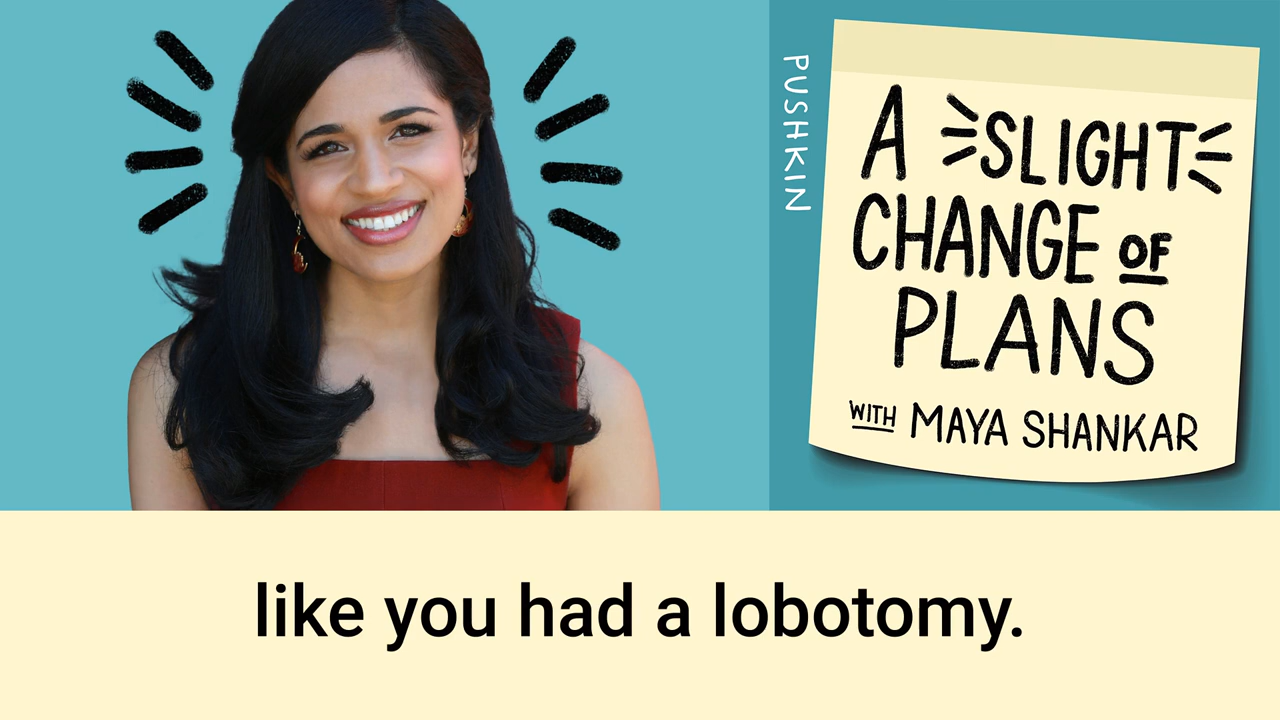 PUSHKIN
A SLIGHT
CHANGE OF
PLANS
WITH MAYA SHANKAR
like you had a lobotomy.